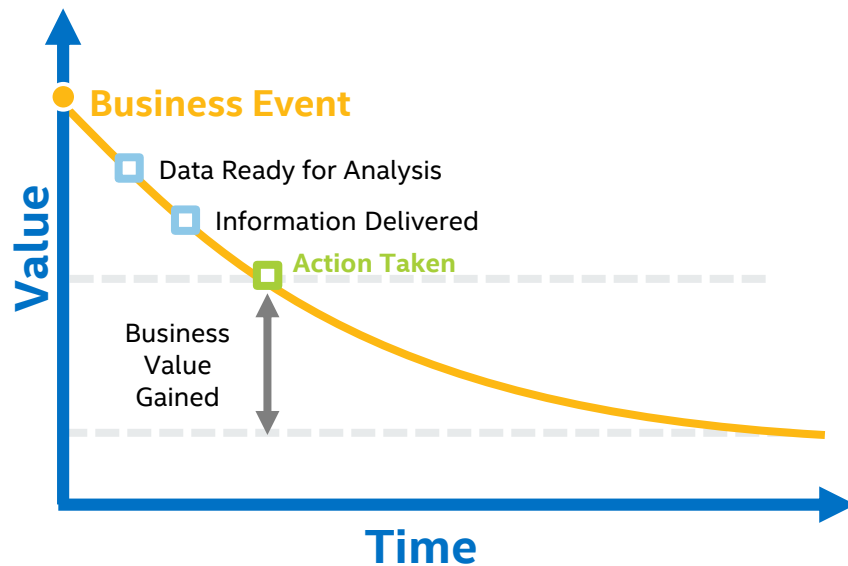 Business Event
Data Ready for Analysis
Information Delivered
Action Taken
Value
Business
Value
Gained
Time